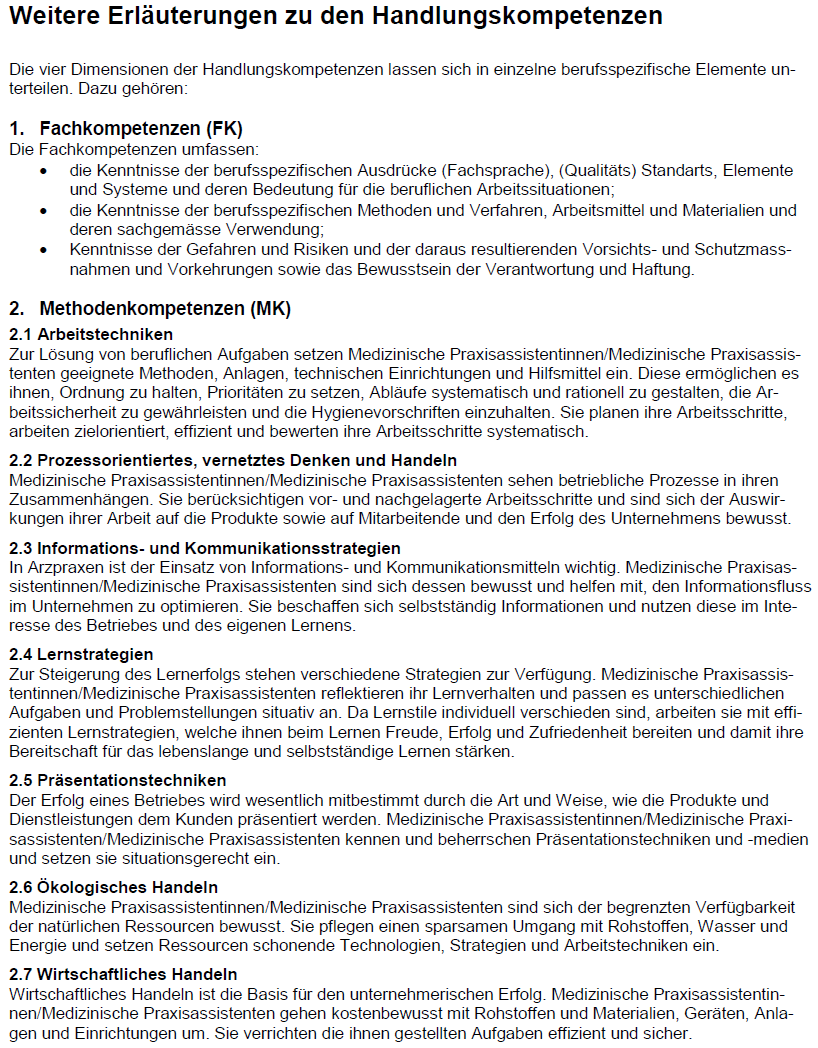 Weitere Erläuterungen zu den Handlungskompetenzen
Die vier Dimensionen der Handlungskompetenzen lassen sich in einzelne berufsspezifische Elemente un-
terteilen. Dazu gehören:
1. Fachkompetenzen (FK)
Die Fachkompetenzen umfassen:
• die Kenntnisse der berufsspezifischen Ausdrücke (Fachsprache), (Qualitäts) Standarts, Elemente
und Systeme und deren Bedeutung für die beruflichen Arbeitssituationen;
• die Kenntnisse der berufsspezifischen Methoden und Verfahren, Arbeitsmittel und Materialien und
deren sachgemässe Verwendung;
• Kenntnisse der Gefahren und Risiken und der daraus resultierenden Vorsichts- und Schutzmass-
nahmen und Vorkehrungen sowie das Bewusstsein der Verantwortung und Haftung.
2. Methodenkompetenzen (MK)
2.1 Arbeitstechniken
Zur Lösung von beruflichen Aufgaben setzen Medizinische Praxisassistentinnen/Medizinische Praxisassis-
tenten geeignete Methoden, Anlagen, technischen Einrichtungen und Hilfsmittel ein. Diese ermöglichen es
ihnen, Ordnung zu halten, Prioritäten zu setzen, Abläufe systematisch und rationell zu gestalten, die Ar-
beitssicherheit zu gewährleisten und die Hygienevorschriften einzuhalten. Sie planen ihre Arbeitsschritte,
arbeiten zielorientiert, effizient und bewerten ihre Arbeitsschritte systematisch.
2.2 Prozessorientiertes, vernetztes Denken und Handeln
Medizinische Praxisassistentinnen/Medizinische Praxisassistenten sehen betriebliche Prozesse in ihren
Zusammenhängen. Sie berücksichtigen vor- und nachgelagerte Arbeitsschritte und sind sich der Auswir-
kungen ihrer Arbeit auf die Produkte sowie auf Mitarbeitende und den Erfolg des Unternehmens bewusst.
2.3 Informations- und Kommunikationsstrategien
In Arzpraxen ist der Einsatz von Informations- und Kommunikationsmitteln wichtig. Medizinische Praxisas-
sistentinnen/Medizinische Praxisassistenten sind sich dessen bewusst und helfen mit, den Informationsfluss
im Unternehmen zu optimieren. Sie beschaffen sich selbstständig Informationen und nutzen diese im Inte-
resse des Betriebes und des eigenen Lernens.
2.4 Lernstrategien
Zur Steigerung des Lernerfolgs stehen verschiedene Strategien zur Verfügung. Medizinische Praxisassis-
tentinnen/Medizinische Praxisassistenten reflektieren ihr Lernverhalten und passen es unterschiedlichen
Aufgaben und Problemstellungen situativ an. Da Lernstile individuell verschieden sind, arbeiten sie mit effi-
zienten Lernstrategien, welche ihnen beim Lernen Freude, Erfolg und Zufriedenheit bereiten und damit ihre
Bereitschaft für das lebenslange und selbstständige Lernen stärken.
2.5 Präsentationstechniken
Der Erfolg eines Betriebes wird wesentlich mitbestimmt durch die Art und Weise, wie die Produkte und
Dienstleistungen dem Kunden präsentiert werden. Medizinische Praxisassistentinnen/Medizinische Praxi-
sassistenten/Medizinische Praxisassistenten kennen und beherrschen Präsentationstechniken und -medien
und setzen sie situationsgerecht ein.
2.6 Ökologisches Handeln
Medizinische Praxisassistentinnen/Medizinische Praxisassistenten sind sich der begrenzten Verfügbarkeit
der natürlichen Ressourcen bewusst. Sie pflegen einen sparsamen Umgang mit Rohstoffen, Wasser und
Energie und setzen Ressourcen schonende Technologien, Strategien und Arbeitstechniken ein.
2.7 Wirtschaftliches Handeln
Wirtschaftliches Handeln ist die Basis für den unternehmerischen Erfolg. Medizinische Praxisassistentin-
nen/Medizinische Praxisassistenten gehen kostenbewusst mit Rohstoffen und Materialien, Geräten, Anla-
gen und Einrichtungen um. Sie verrichten die ihnen gestellten Aufgaben effizient und sicher.